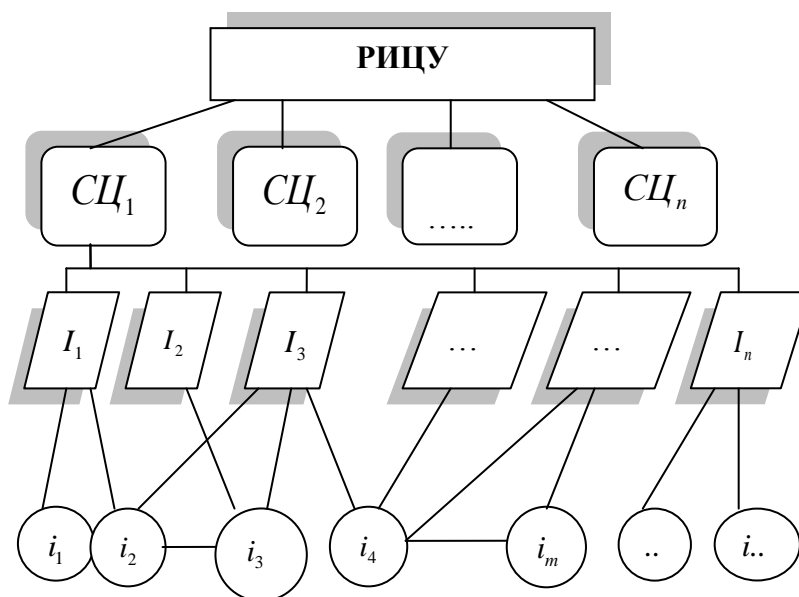 РИЦУ
СЦ₁ СЦ₂ ..... СЦₙ
I₁ I₂ I₃ ... ... Iₙ
i₁ i₂ i₃ i₄ iₘ .. i..